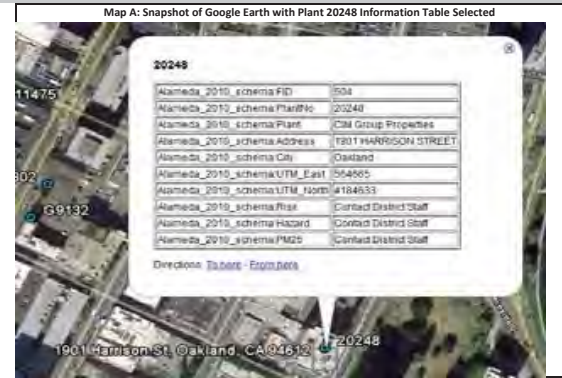 Map A: Snapshot of Google Earth with Plant 20248 Information Table Selected
20248
Alameda_2010_schema:FID 504
Alameda_2010_schema:PlantNo 20248
Alameda_2010_schema:Plant CIM Group Properties
Alameda_2010_schema:Address 1901 HARRISON STREET
Alameda_2010_schema:City Oakland
Alameda_2010_schema:UTM_East 564665
Alameda_2010_schema:UTM_North 4184633
Alameda_2010_schema:Risk Contact District Staff
Alameda_2010_schema:Hazard Contact District Staff
Alameda_2010_schema:PM25 Contact District Staff
Directions: To here - From here
11475
302
G9132
20248
1901 Harrison St, Oakland, CA 94612